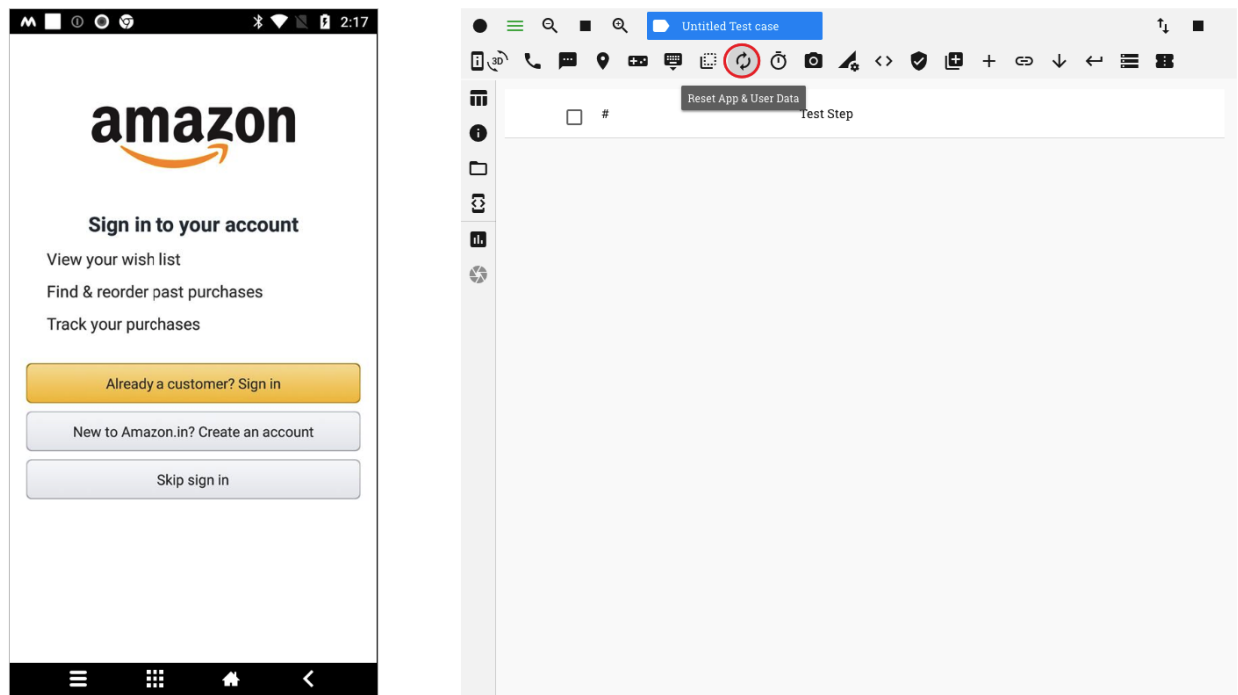 2:17
amazon
Sign in to your account
View your wish list
Find & reorder past purchases
Track your purchases
Already a customer? Sign in
New to Amazon.in? Create an account
Skip sign in
Untitled Test case
3D
Reset App & User Data
#
Test Step